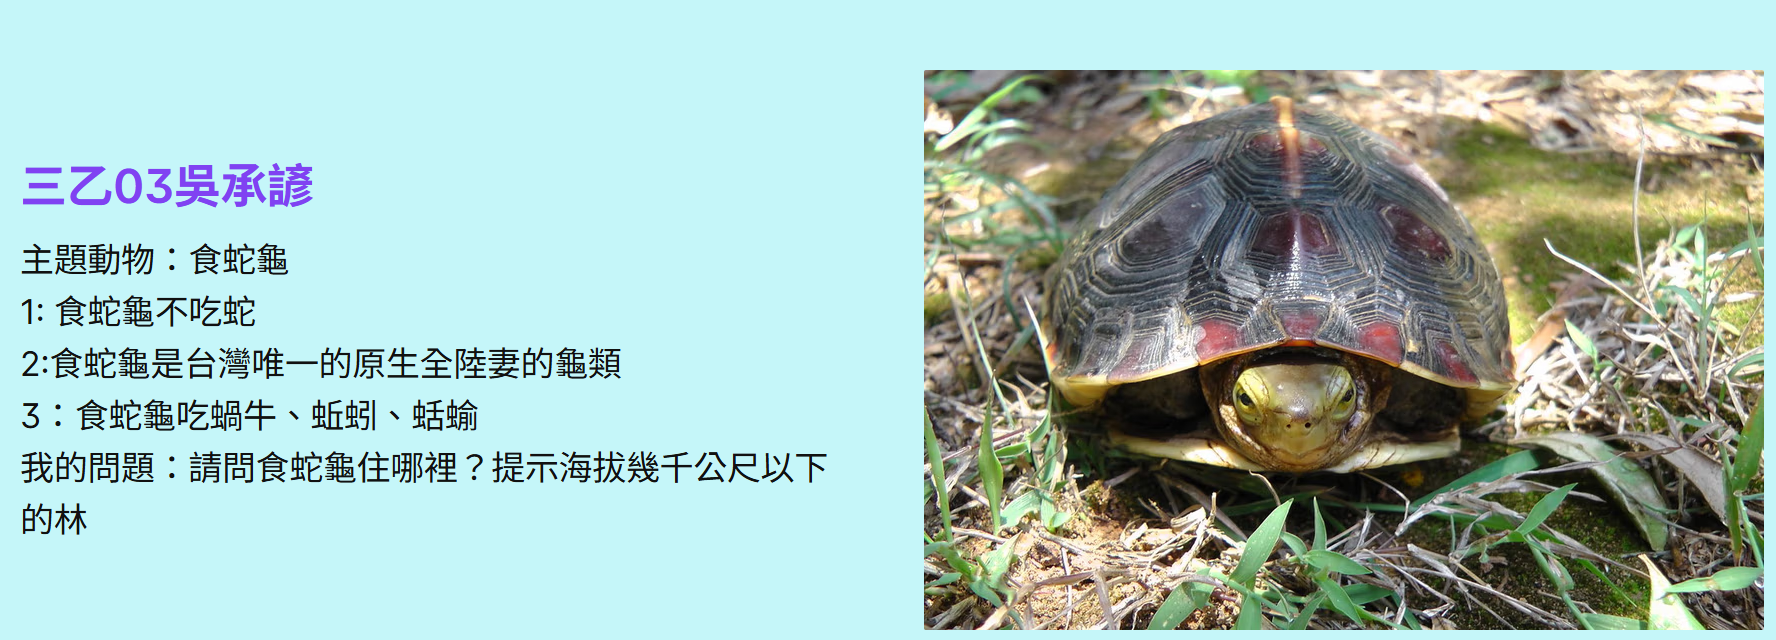 三乙03吳承諺
主題動物：食蛇龜
1: 食蛇龜不吃蛇
2:食蛇龜是台灣唯一的原生全陸妻的龜類
3：食蛇龜吃蝸牛、蚯蚓、蛞蝓
我的問題：請問食蛇龜住哪裡？提示海拔幾千公尺以下
的林